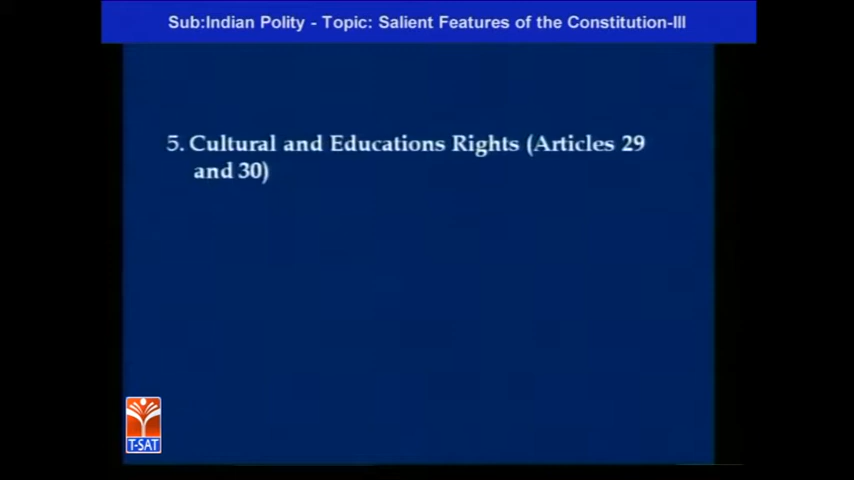 Sub:Indian Polity - Topic: Salient Features of the Constitution-III
5. Cultural and Educations Rights (Articles 29
and 30)
T-SAT